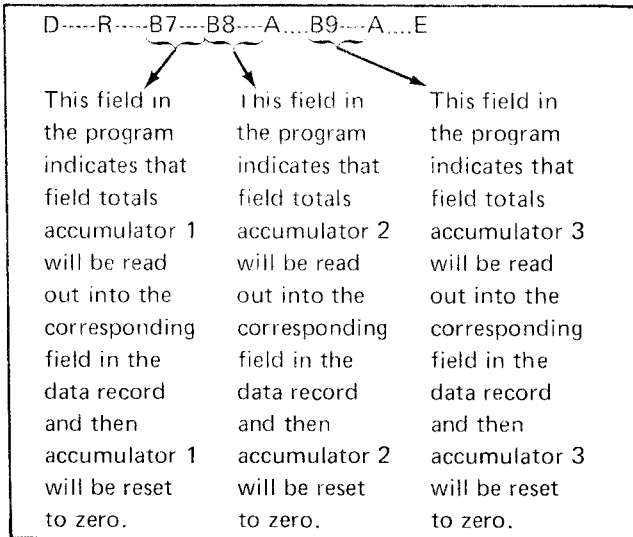 D-----R-----B7---B8---A....B9----A....E
This field in
the program
indicates that
field totals
accumulator 1
will be read
out into the
corresponding
field in the
data record
and then
accumulator 1
will be reset
to zero.
This field in
the program
indicates that
field totals
accumulator 2
will be read
out into the
corresponding
field in the
data record
and then
accumulator 2
will be reset
to zero.
This field in
the program
indicates that
field totals
accumulator 3
will be read
out into the
corresponding
field in the
data record
and then
accumulator 3
will be reset
to zero.